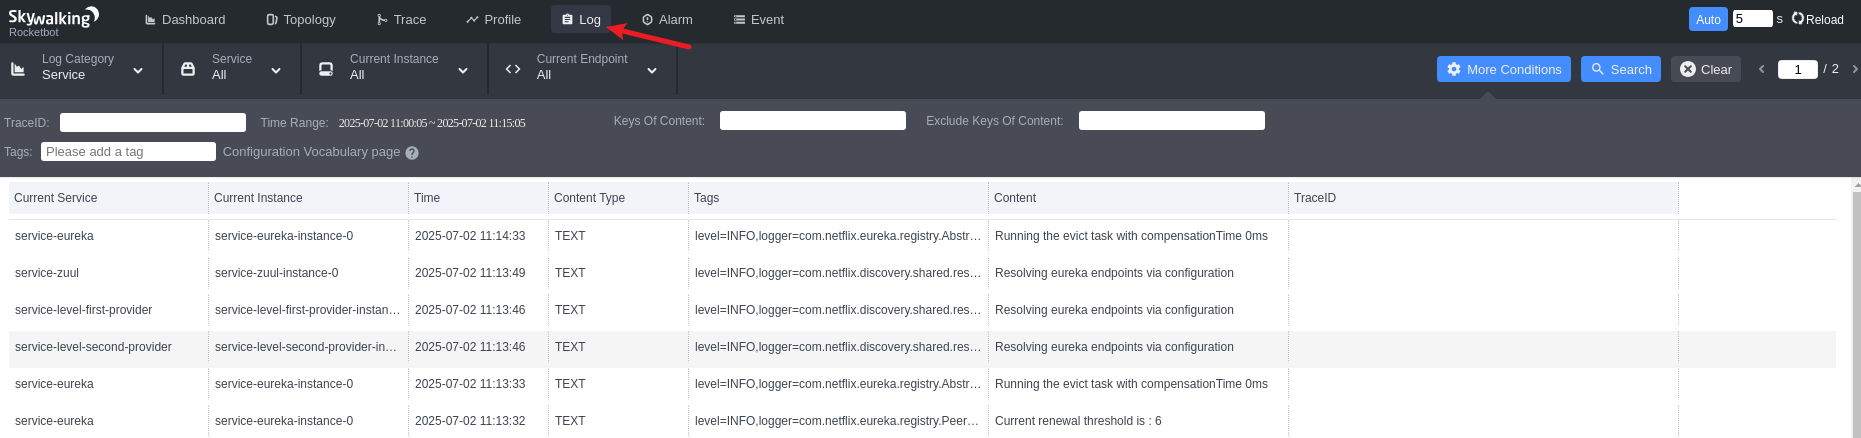 Skywalking
Rocketbot
Dashboard Topology Trace Profile Log Alarm Event Auto 5 s Reload
Log Category Service Current Instance Current Endpoint
Service All All All More Conditions Search Clear 1 / 2
TraceID: Time Range: 2025-07-02 11:00:05 ~ 2025-07-02 11:15:05 Keys Of Content: Exclude Keys Of Content:
Tags: Please add a tag Configuration Vocabulary page ?
Current Service Current Instance Time Content Type Tags Content TraceID
service-eureka service-eureka-instance-0 2025-07-02 11:14:33 TEXT level=INFO,logger=com.netflix.eureka.registry.Abstr... Running the evict task with compensationTime 0ms
service-zuul service-zuul-instance-0 2025-07-02 11:13:49 TEXT level=INFO,logger=com.netflix.discovery.shared.res... Resolving eureka endpoints via configuration
service-level-first-provider service-level-first-provider-instan... 2025-07-02 11:13:46 TEXT level=INFO,logger=com.netflix.discovery.shared.res... Resolving eureka endpoints via configuration
service-level-second-provider service-level-second-provider-in... 2025-07-02 11:13:46 TEXT level=INFO,logger=com.netflix.discovery.shared.res... Resolving eureka endpoints via configuration
service-eureka service-eureka-instance-0 2025-07-02 11:13:33 TEXT level=INFO,logger=com.netflix.eureka.registry.Abstr... Running the evict task with compensationTime 0ms
service-eureka service-eureka-instance-0 2025-07-02 11:13:32 TEXT level=INFO,logger=com.netflix.eureka.registry.Peer... Current renewal threshold is : 6